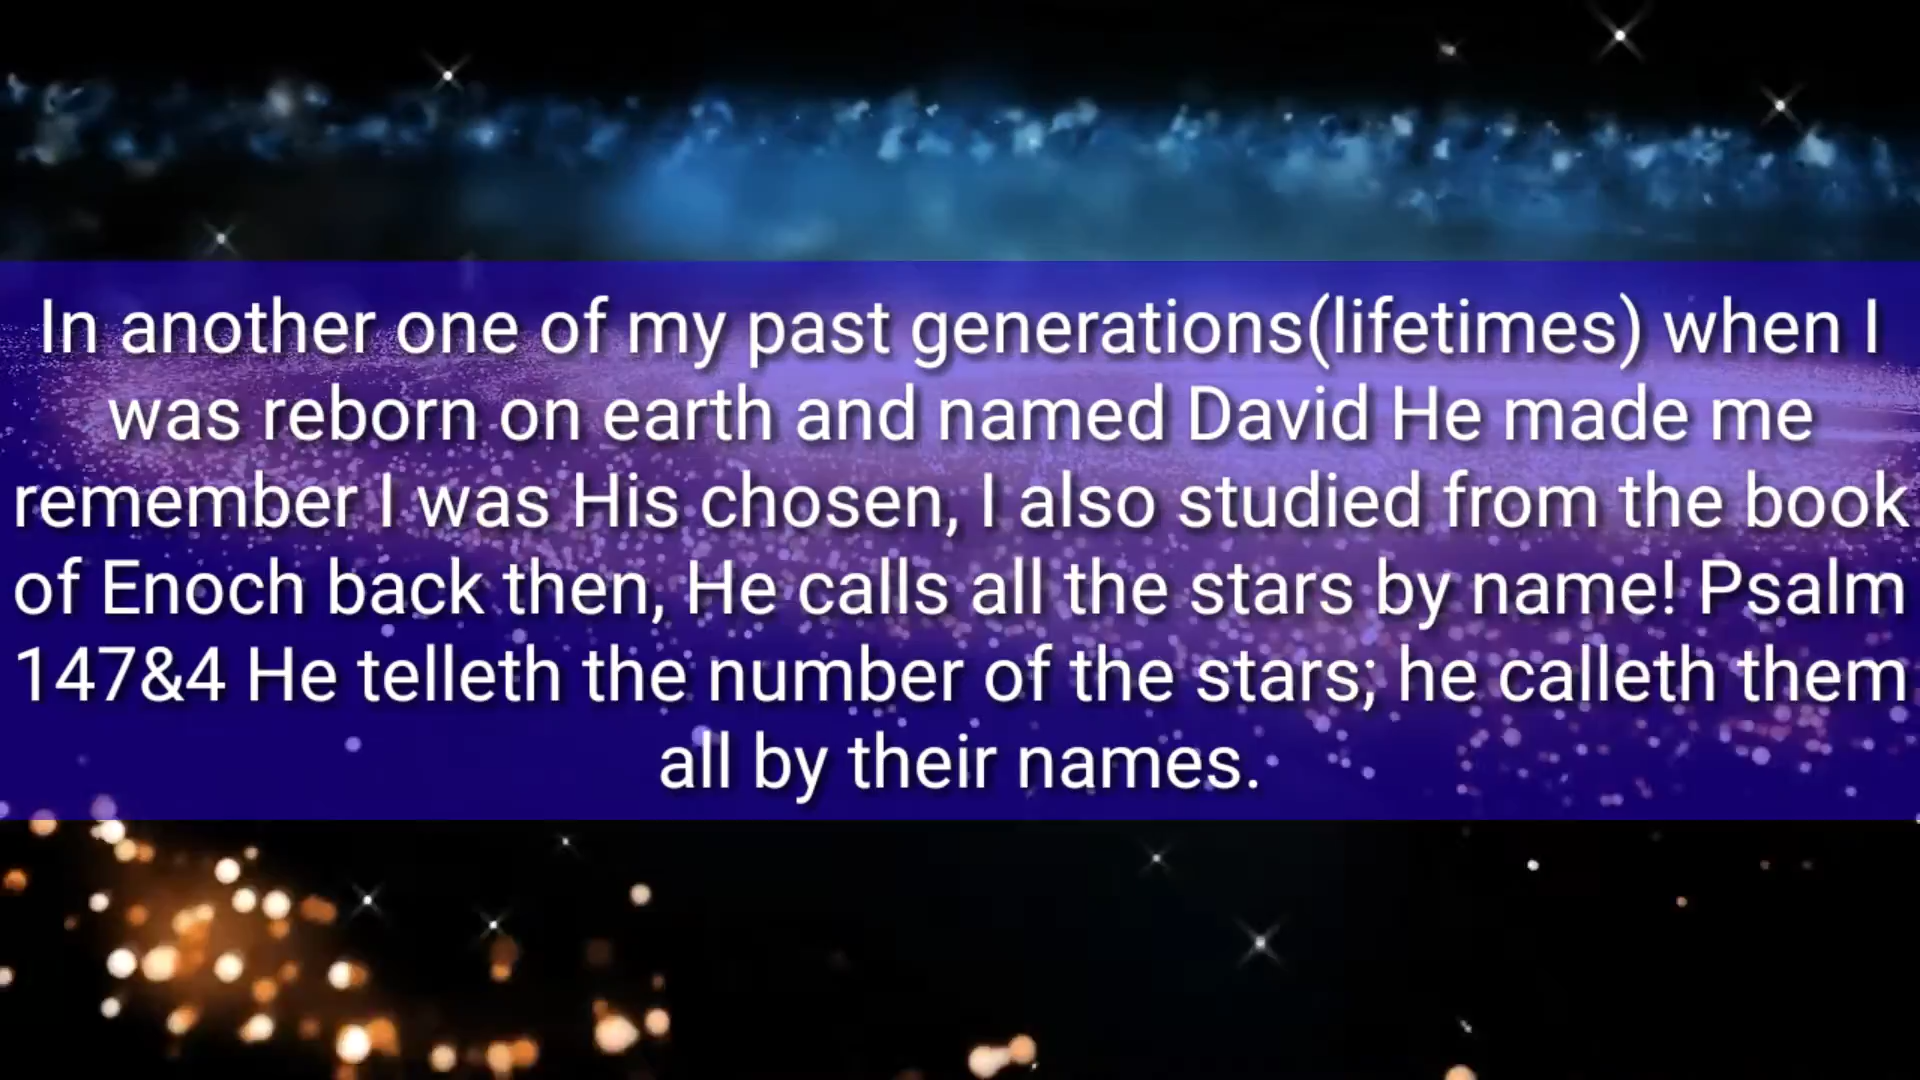 In another one of my past generations(lifetimes) when I
was reborn on earth and named David He made me
remember I was His chosen, I also studied from the book
of Enoch back then, He calls all the stars by name! Psalm
147&4 He telleth the number of the stars; he calleth them
all by their names.